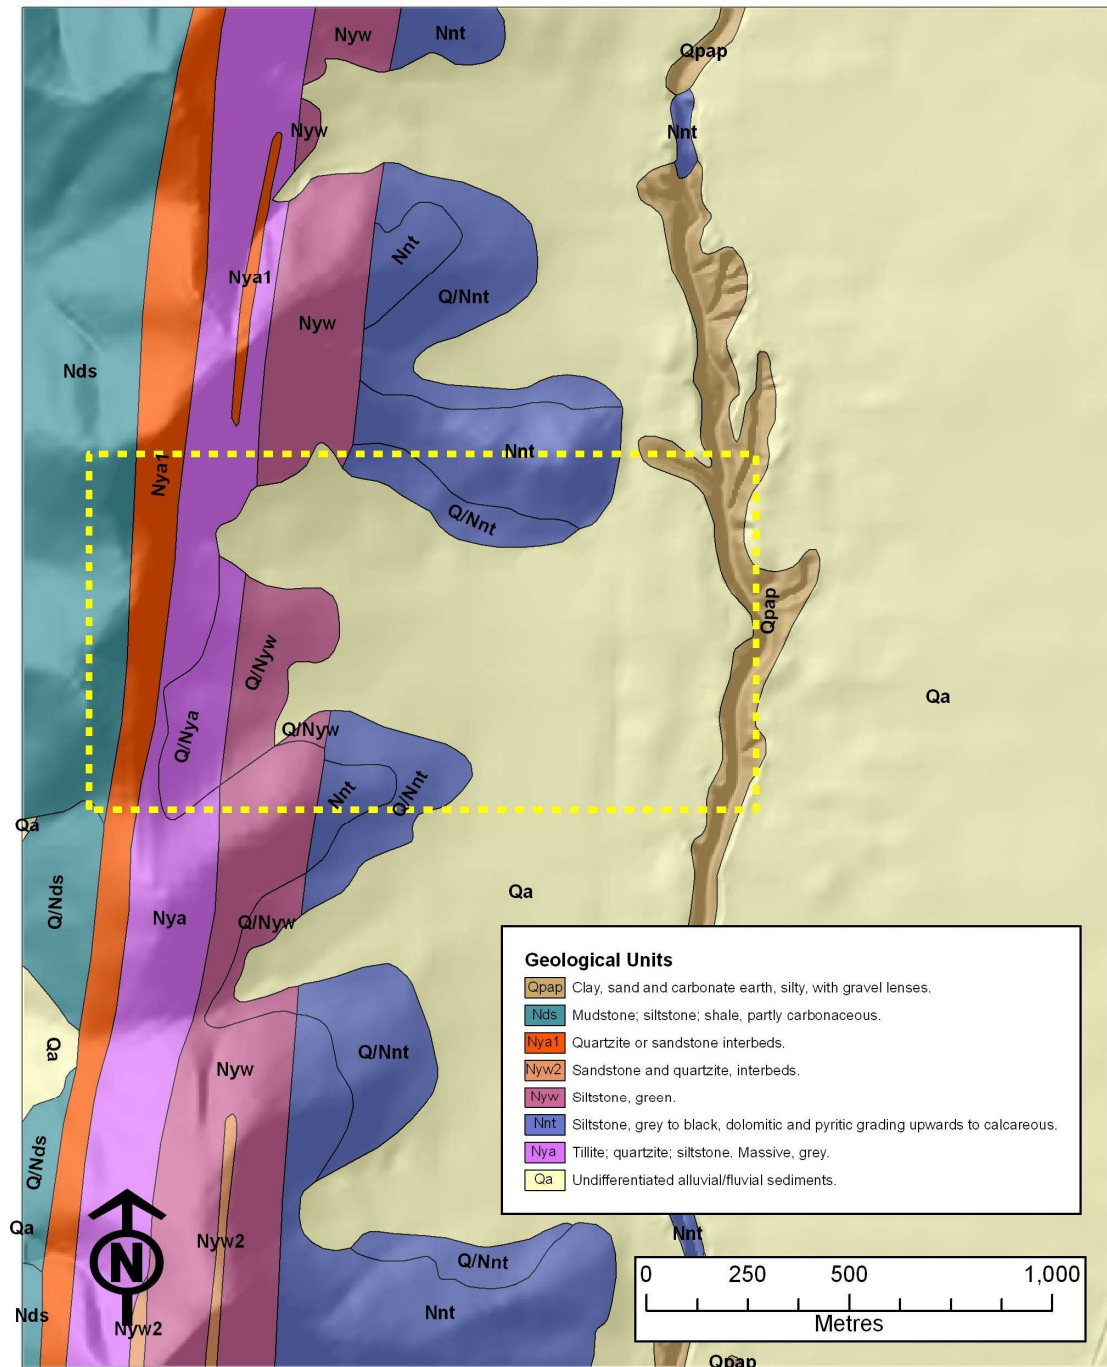 Nyw
Nnt
Qpap
Nyw
Nnt
Nnt
Nya1
Q/Nnt
Nyw
Nds
Nnt
Nya1
Q/Nnt
Qpap
Q/Nyw
Qa
Q/Nya
Q/Nyw
Nnt
Q/Nnt
Qa
Q/Nds
Nya
Q/Nyw
Qa
Geological Units
Qpap Clay, sand and carbonate earth, silty, with gravel lenses.
Nds Mudstone; siltstone; shale, partly carbonaceous.
Nya1 Quartzite or sandstone interbeds.
Nyw2 Sandstone and quartzite, interbeds.
Nyw Siltstone, green.
Nnt Siltstone, grey to black, dolomitic and pyritic grading upwards to calcareous.
Nya Tillite; quartzite; siltstone. Massive, grey.
Qa Undifferentiated alluvial/fluvial sediments.
Qa
Q/Nnt
Nyw
Q/Nds
Qa
Nyw2
Q/Nnt
Nnt
N
Nds
Nyw2
Nnt
0 250 500 1,000
Metres
Qpap